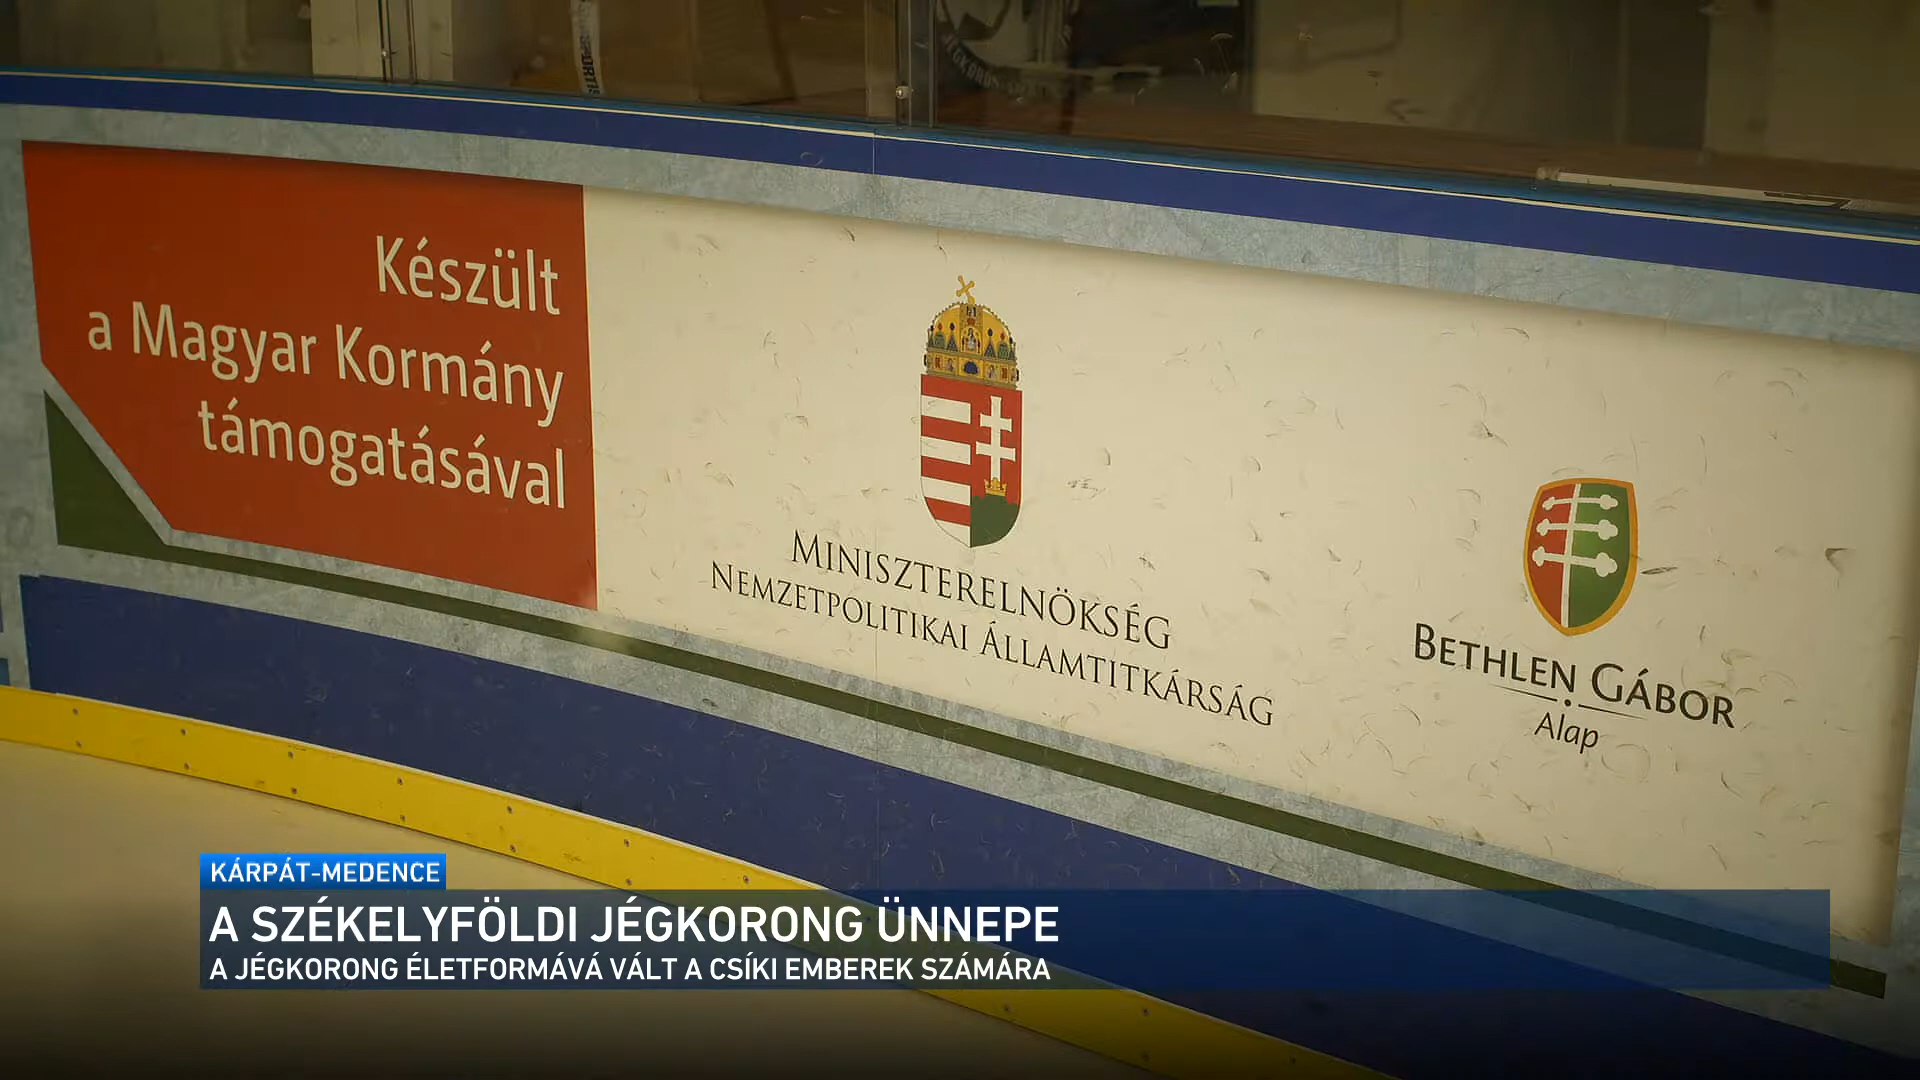 Készült
a Magyar Kormány
támogatásával
MINISZTERELNÖKSÉG
NEMZETPOLITIKAI ÁLLAMTITKÁRSÁG
BETHLEN GÁBOR
Alap
KÁRPÁT-MEDENCE
A SZÉKELYFÖLDI JÉGKORONG ÜNNEPE
A JÉGKORONG ÉLETFORMÁVÁ VÁLT A CSÍKI EMBEREK SZÁMÁRA